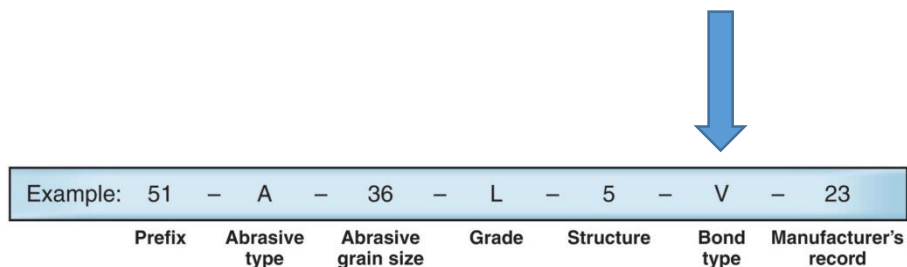 Example: 51 – A – 36 – L – 5 – V – 23
Prefix Abrasive type Abrasive grain size Grade Structure Bond type Manufacturer's record